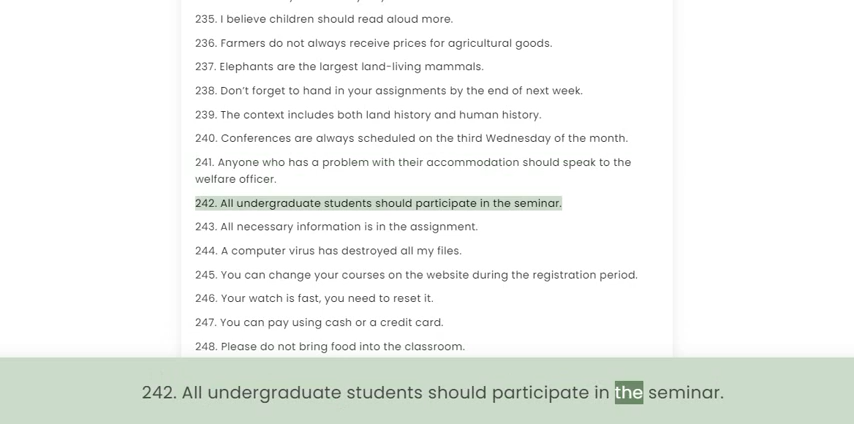 235. I believe children should read aloud more.
236. Farmers do not always receive prices for agricultural goods.
237. Elephants are the largest land-living mammals.
238. Don’t forget to hand in your assignments by the end of next week.
239. The context includes both land history and human history.
240. Conferences are always scheduled on the third Wednesday of the month.
241. Anyone who has a problem with their accommodation should speak to the
welfare officer.
242. All undergraduate students should participate in the seminar.
243. All necessary information is in the assignment.
244. A computer virus has destroyed all my files.
245. You can change your courses on the website during the registration period.
246. Your watch is fast, you need to reset it.
247. You can pay using cash or a credit card.
248. Please do not bring food into the classroom.
242. All undergraduate students should participate in the seminar.